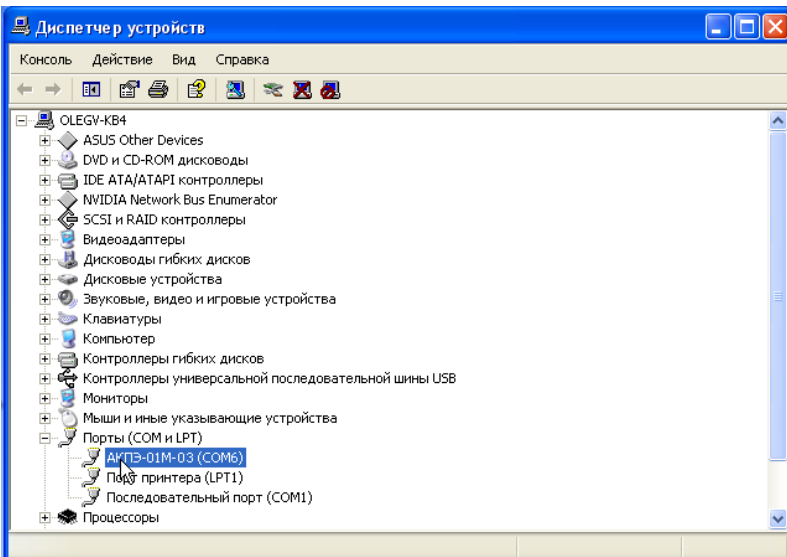 Диспетчер устройств
Консоль Действие Вид Справка
OLEGV-KB4
ASUS Other Devices
DVD и CD-ROM дисководы
IDE ATA/ATAPI контроллеры
NVIDIA Network Bus Enumerator
SCSI и RAID контроллеры
Видеоадаптеры
Дисководы гибких дисков
Дисковые устройства
Звуковые, видео и игровые устройства
Клавиатуры
Компьютер
Контроллеры гибких дисков
Контроллеры универсальной последовательной шины USB
Мониторы
Мыши и иные указывающие устройства
Порты (COM и LPT)
АКПЭ-01М-03 (COM6)
Порт принтера (LPT1)
Последовательный порт (COM1)
Процессоры